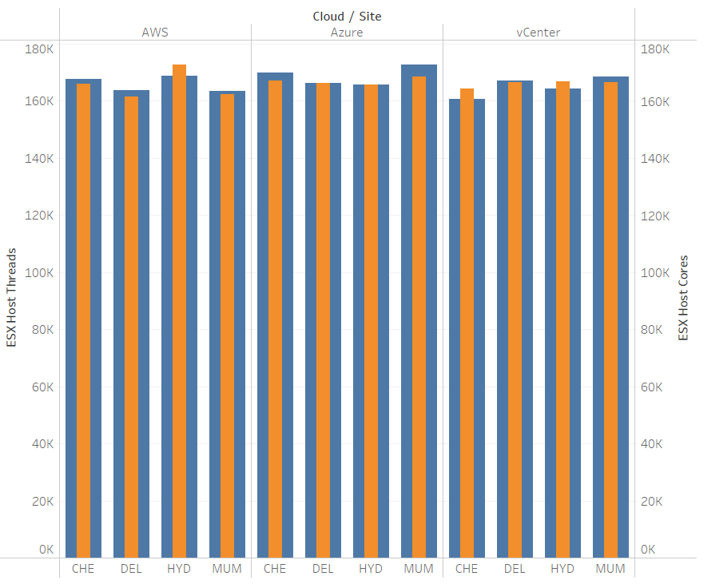 Cloud / Site
AWS Azure vCenter
180K 180K
160K 160K
140K 140K
120K 120K
100K 100K
80K 80K
60K 60K
40K 40K
20K 20K
0K 0K
ESX Host Threads
ESX Host Cores
CHE DEL HYD MUM CHE DEL HYD MUM CHE DEL HYD MUM